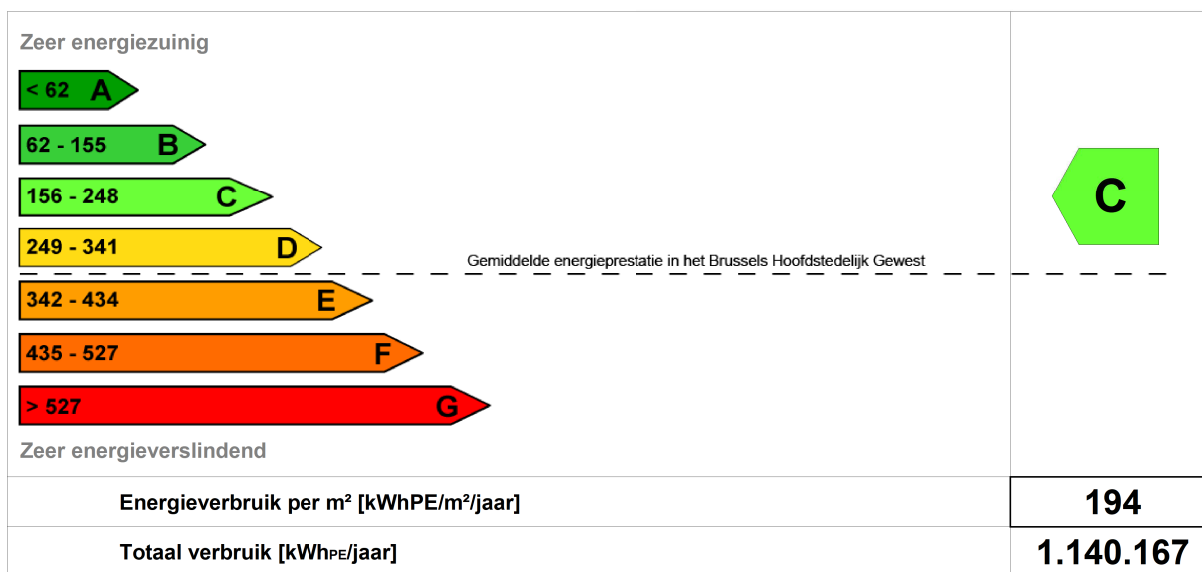 Zeer energiezuinig
< 62 A
62 - 155 B
156 - 248 C
C
249 - 341 D
Gemiddelde energieprestatie in het Brussels Hoofdstedelijk Gewest
342 - 434 E
435 - 527 F
> 527 G
Zeer energieverslindend
Energieverbruik per m² [kWhPE/m²/jaar] 194
Totaal verbruik [kWhPE/jaar] 1.140.167